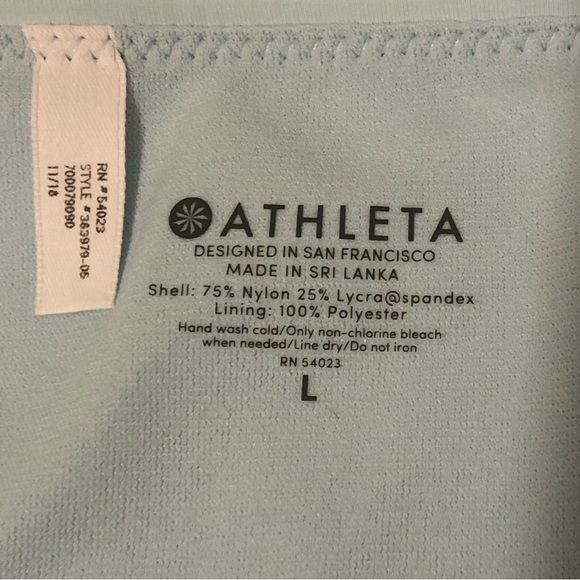 RN # 54023
STYLE # 383979-05
700079090
11/18
ATHLETA
DESIGNED IN SAN FRANCISCO
MADE IN SRI LANKA
Shell: 75% Nylon 25% Lycra@spandex
Lining: 100% Polyester
Hand wash cold/Only non-chlorine bleach
when needed/Line dry/Do not iron
RN 54023
L